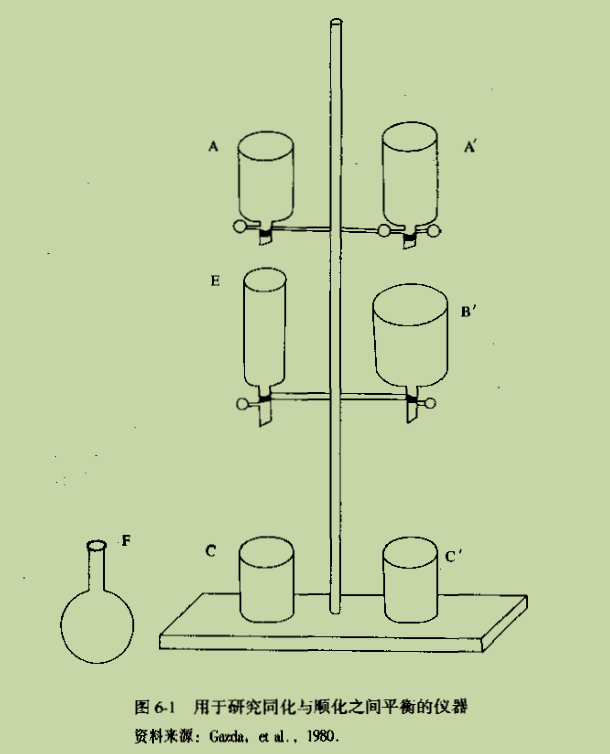 A A′
E B′
F C C′
图 6-1 用于研究同化与顺化之间平衡的仪器
资料来源：Gazda, et al., 1980.